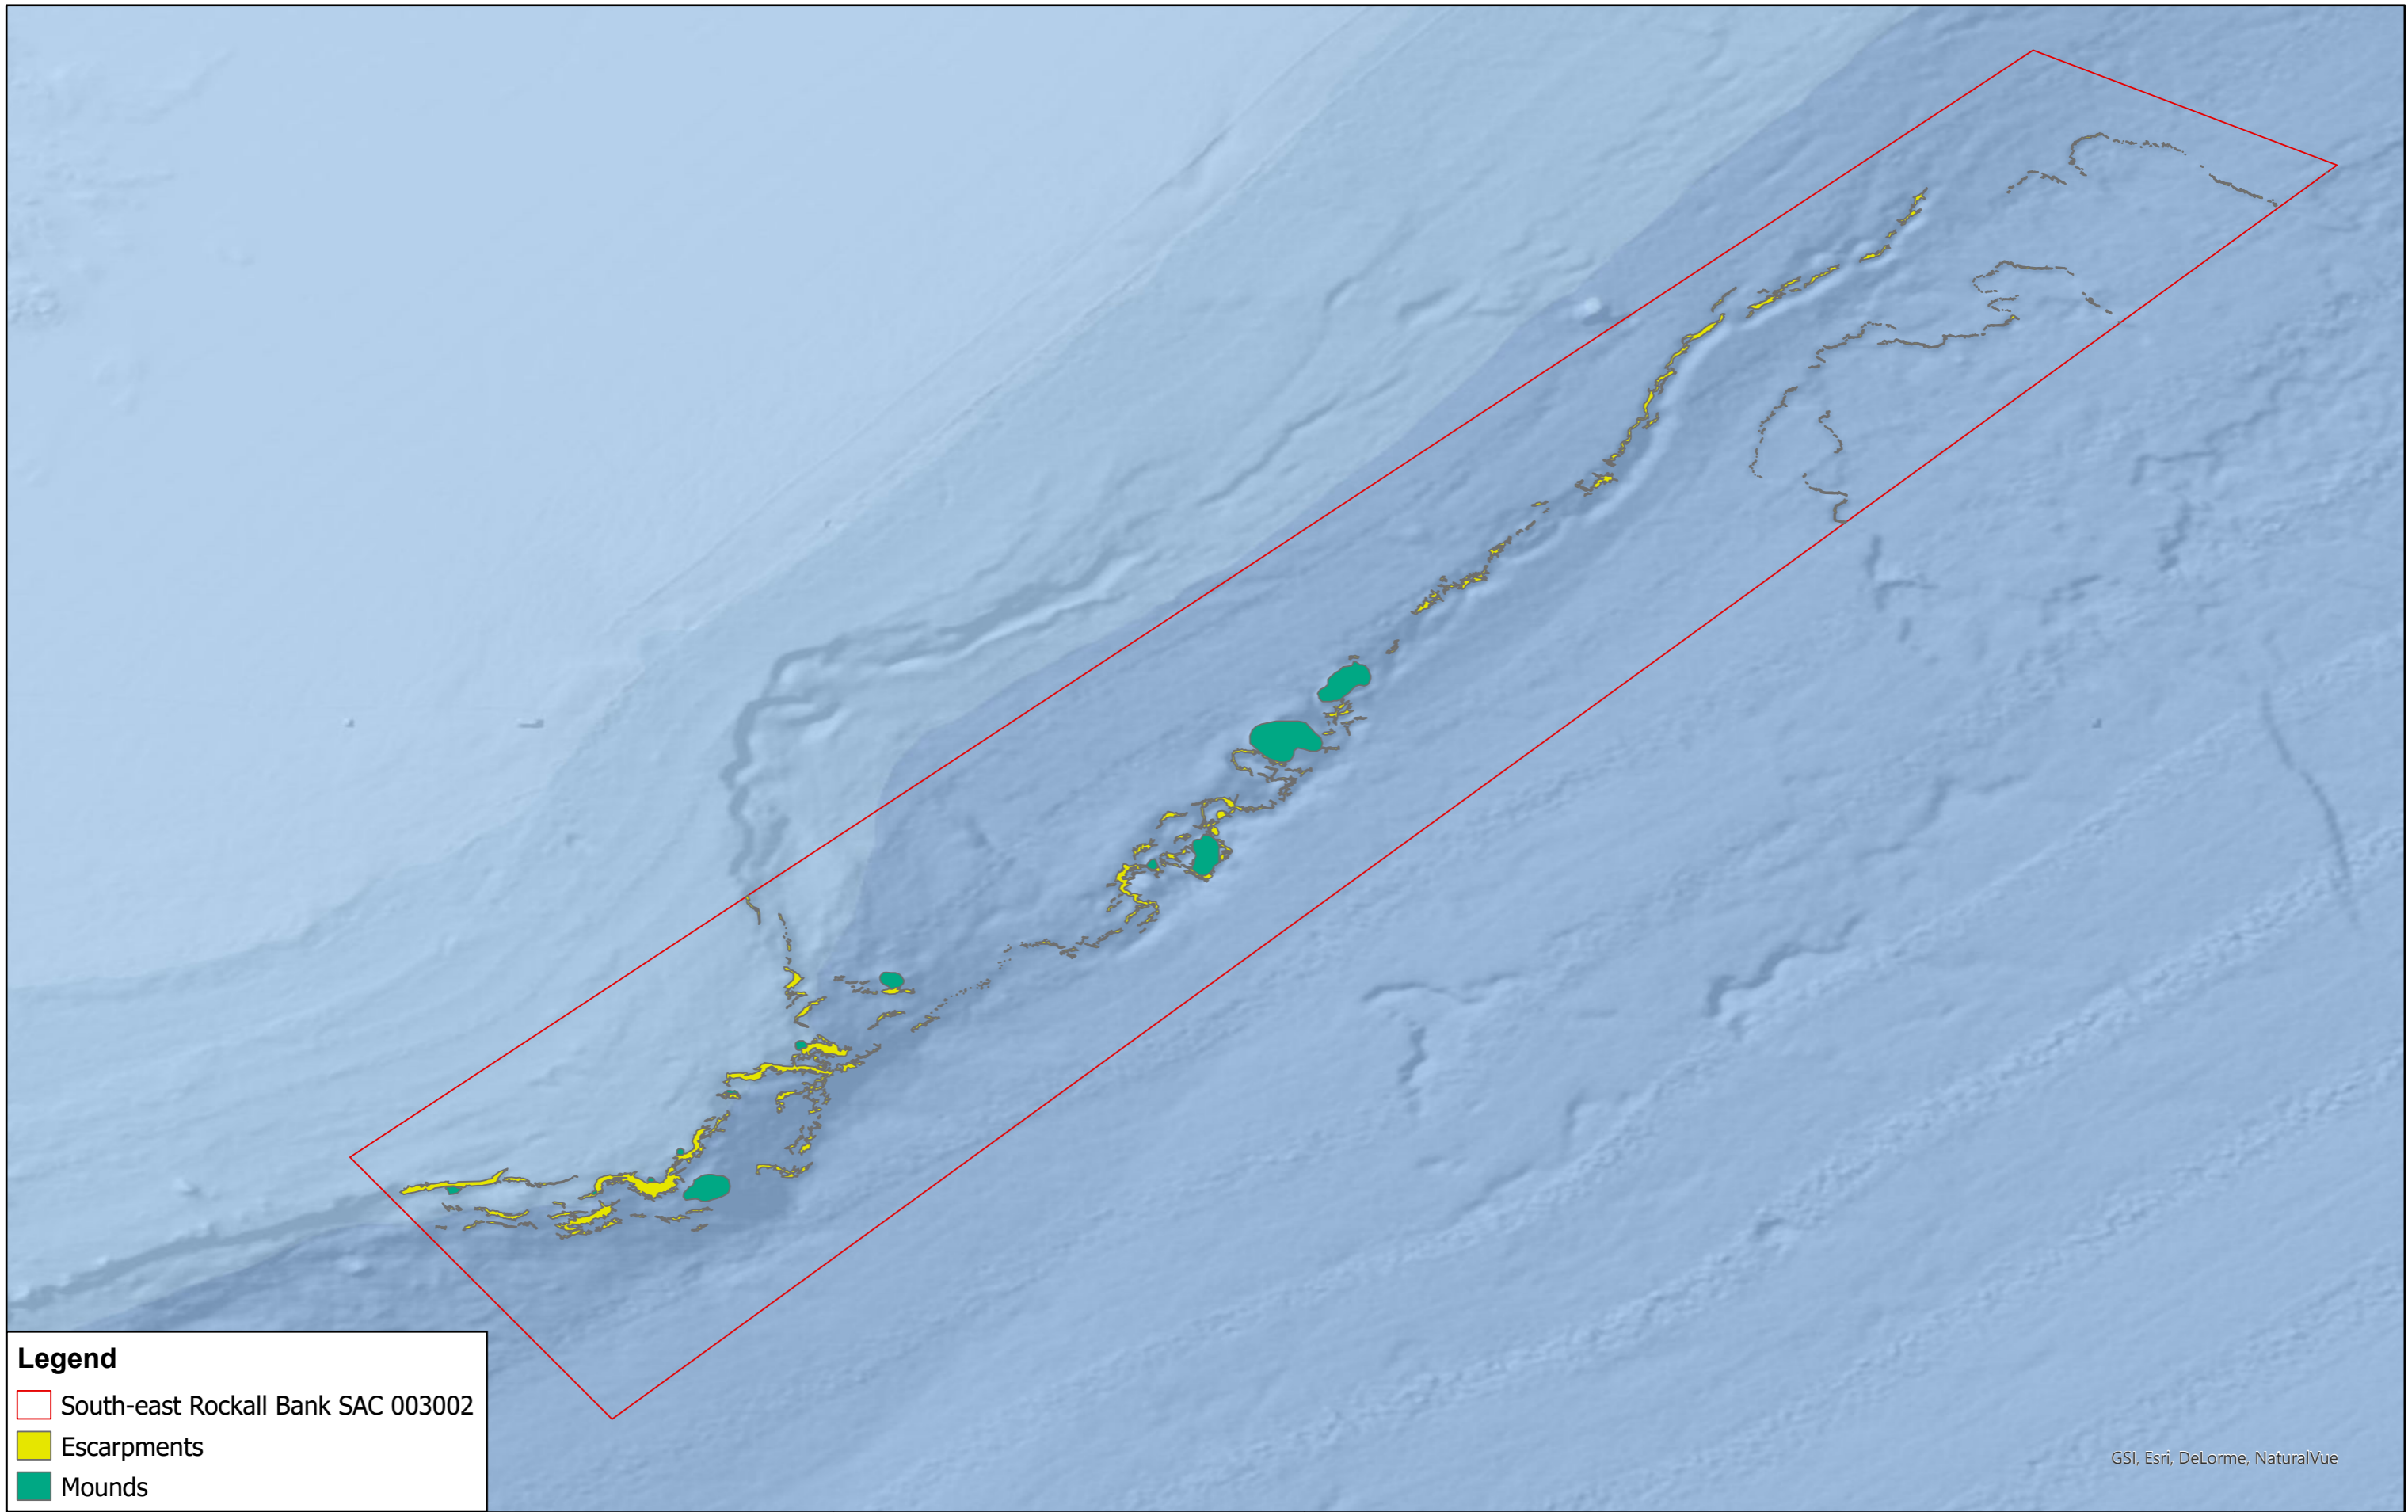 Legend
South-east Rockall Bank SAC 003002
Escarpments
Mounds
GSI, Esri, DeLorme, NaturalVue